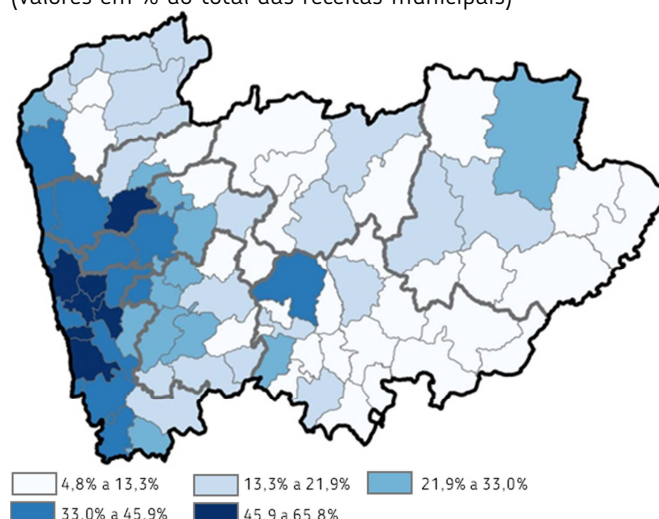 (valores em % do total das receitas municipais)
4,8% a 13,3% 13,3% a 21,9% 21,9% a 33,0%
33,0% a 45,9% 45,9 a 65,8%